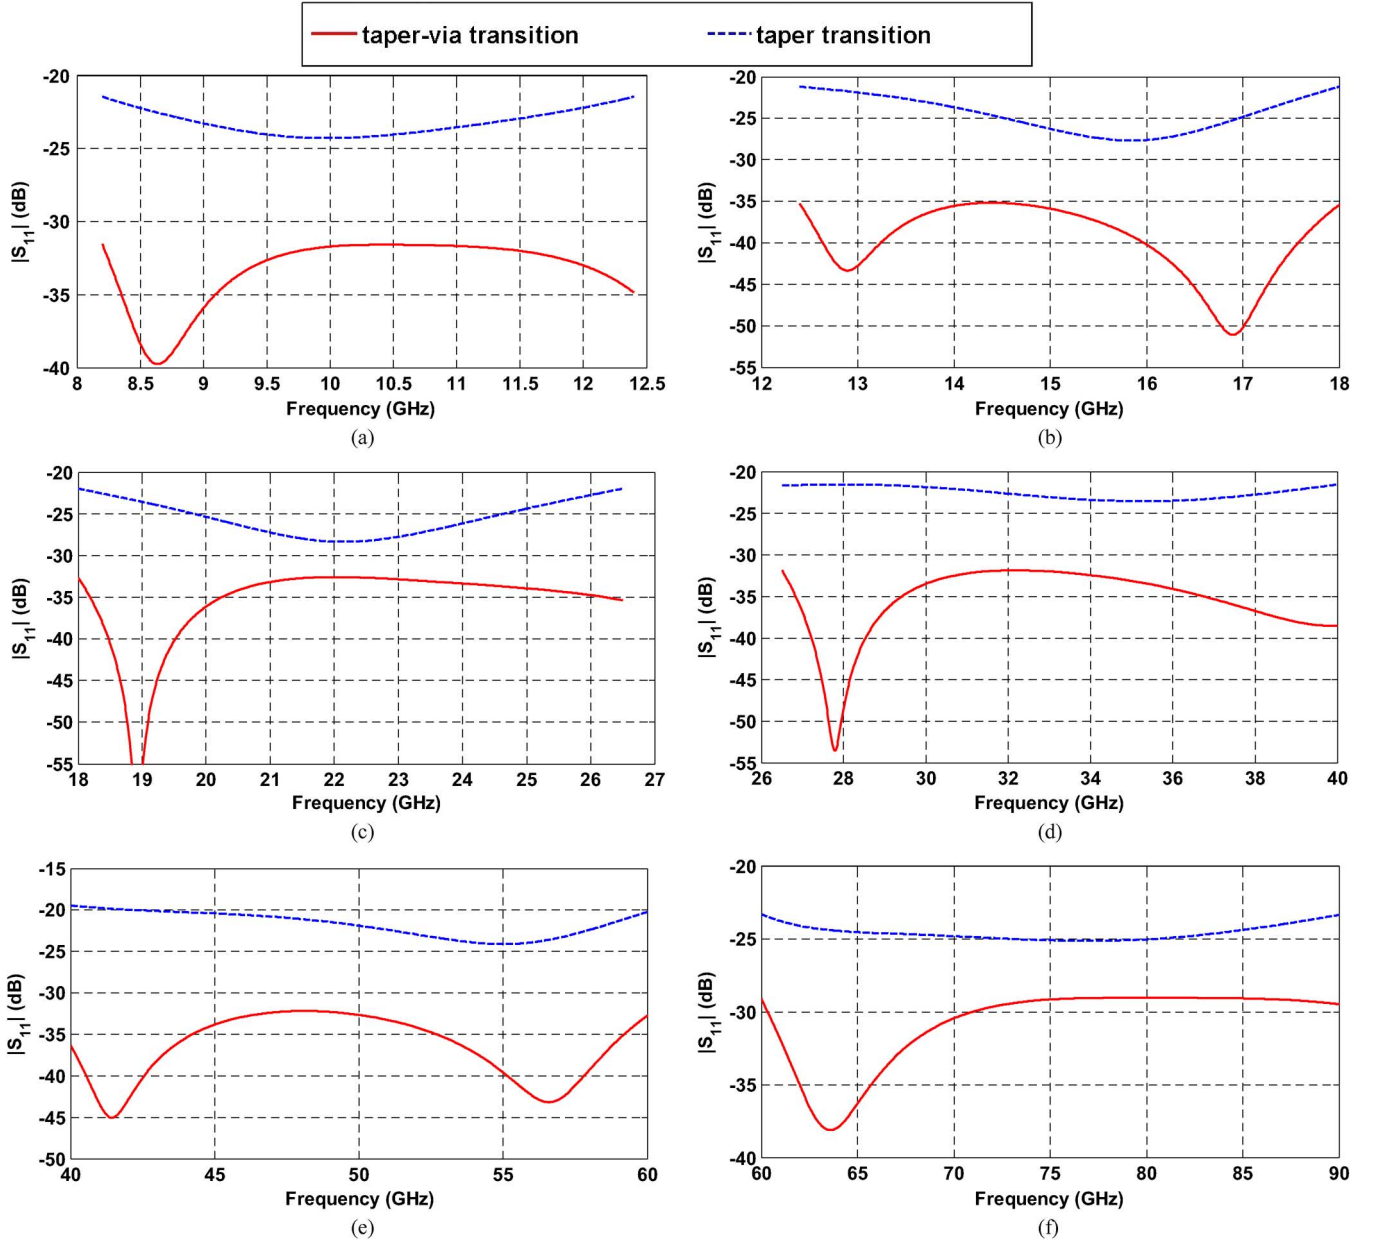 taper-via transition taper transition
-20
-25
-30
-35
-40
|S11| (dB)
8 8.5 9 9.5 10 10.5 11 11.5 12 12.5
Frequency (GHz)
(a)
-20
-25
-30
-35
-40
-45
-50
-55
|S11| (dB)
12 13 14 15 16 17 18
Frequency (GHz)
(b)
-20
-25
-30
-35
-40
-45
-50
-55
|S11| (dB)
18 19 20 21 22 23 24 25 26 27
Frequency (GHz)
(c)
-20
-25
-30
-35
-40
-45
-50
-55
|S11| (dB)
26 28 30 32 34 36 38 40
Frequency (GHz)
(d)
-15
-20
-25
-30
-35
-40
-45
-50
|S11| (dB)
40 45 50 55 60
Frequency (GHz)
(e)
-20
-25
-30
-35
-40
|S11| (dB)
60 65 70 75 80 85 90
Frequency (GHz)
(f)